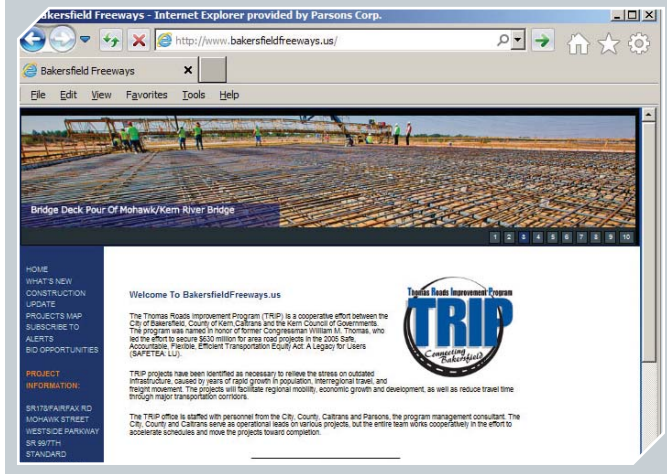 akersfield Freeways - Internet Explorer provided by Parsons Corp.
http://www.bakersfieldfreeways.us/
Bakersfield Freeways
File Edit View Favorites Tools Help
Bridge Deck Pour Of Mohawk/Kern River Bridge
1 2 3 4 5 6 7 8 9 10
HOME
WHAT'S NEW
CONSTRUCTION
UPDATE
PROJECTS MAP
SUBSCRIBE TO
ALERTS
BID OPPORTUNITIES
PROJECT
INFORMATION:
SR178/FAIRFAX RD
MOHAWK STREET
WESTSIDE PARKWAY
SR 99/7TH
STANDARD
Welcome To BakersfieldFreeways.us
The Thomas Roads Improvement Program (TRIP) is a cooperative effort between the
City of Bakersfield, County of Kern,Caltrans and the Kern Council of Governments.
The program was named in honor of former Congressman William M. Thomas, who
led the effort to secure $630 million for area road projects in the 2005 Safe,
Accountable, Flexible, Efficient Transportation Equity Act: A Legacy for Users
(SAFETEA: LU).
TRIP projects have been identified as necessary to relieve the stress on outdated
infrastructure, caused by years of rapid growth in population, interregional travel, and
freight movement. The projects will facilitate regional mobility, economic growth and development, as well as reduce travel time
through major transportation corridors.
The TRIP office is staffed with personnel from the City, County, Caltrans and Parsons, the program management consultant. The
City, County and Caltrans serve as operational leads on various projects, but the entire team works cooperatively in the effort to
accelerate schedules and move the projects toward completion.
Thomas Roads Improvement Program
TRIP
Connecting
Bakersfield